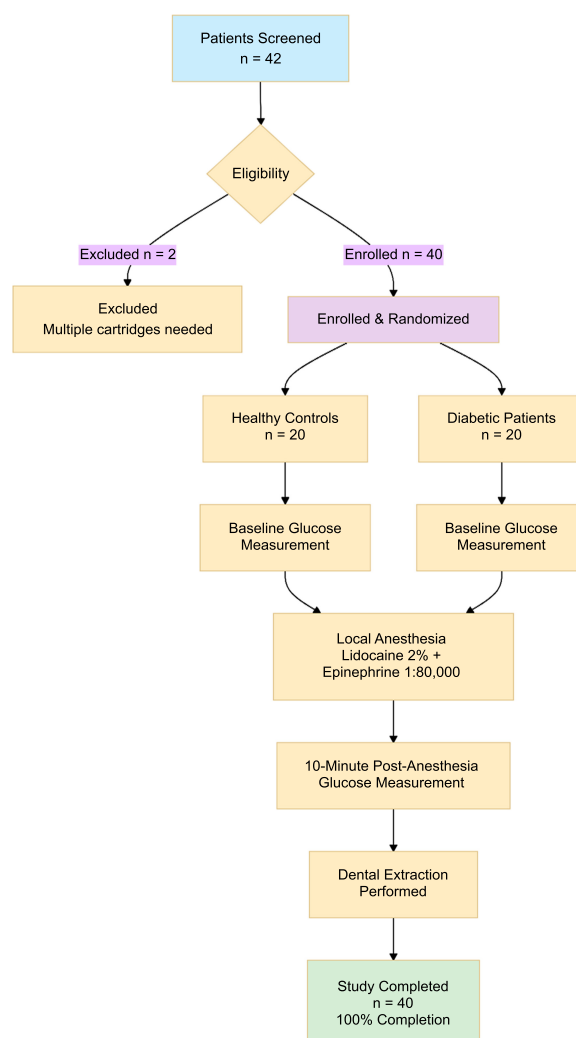 Patients Screened
n = 42
Eligibility
Excluded n = 2
Enrolled n = 40
Excluded
Multiple cartridges needed
Enrolled & Randomized
Healthy Controls
n = 20
Diabetic Patients
n = 20
Baseline Glucose
Measurement
Baseline Glucose
Measurement
Local Anesthesia
Lidocaine 2% +
Epinephrine 1:80,000
10-Minute Post-Anesthesia
Glucose Measurement
Dental Extraction
Performed
Study Completed
n = 40
100% Completion